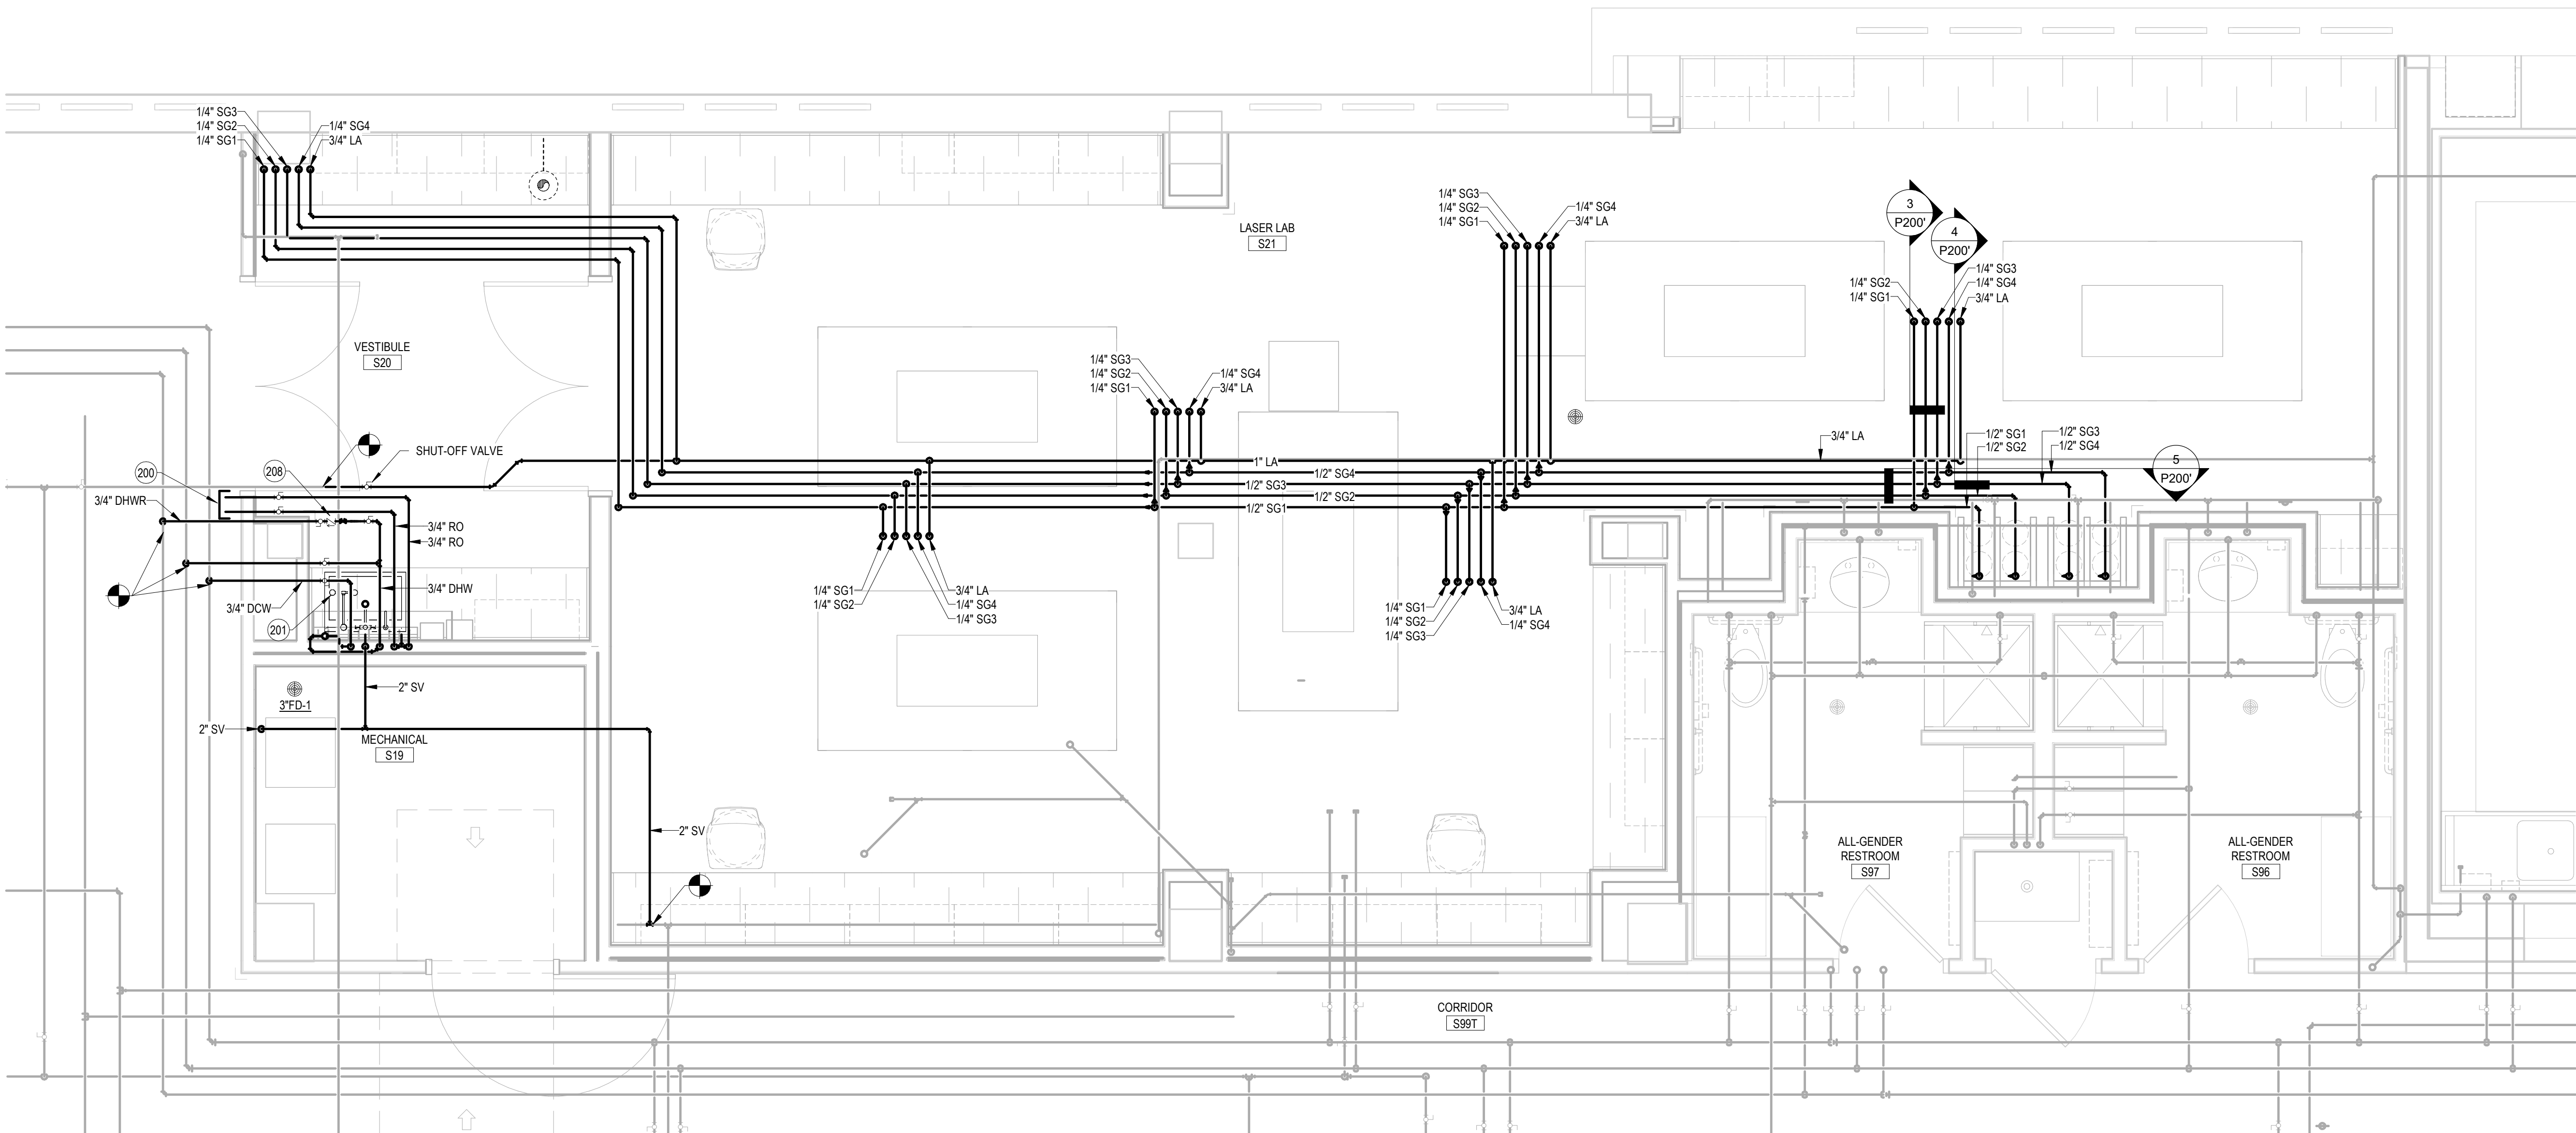 1/4" SG3
1/4" SG2
1/4" SG1
1/4" SG4
3/4" LA
LASER LAB
S21
1/4" SG3
1/4" SG2
1/4" SG1
1/4" SG4
3/4" LA
3
P200'
4
P200'
1/4" SG2
1/4" SG1
1/4" SG3
1/4" SG4
3/4" LA
VESTIBULE
S20
1/4" SG3
1/4" SG2
1/4" SG1
1/4" SG4
3/4" LA
SHUT-OFF VALVE
200
208
3/4" DHWR
1" LA
1/2" SG4
1/2" SG3
1/2" SG2
1/2" SG1
3/4" LA
1/2" SG1
1/2" SG2
1/2" SG3
1/2" SG4
5
P200'
3/4" RO
3/4" RO
3/4" DHW
3/4" DCW
201
1/4" SG1
1/4" SG2
3/4" LA
1/4" SG4
1/4" SG3
1/4" SG1
1/4" SG2
1/4" SG3
3/4" LA
1/4" SG4
2" SV
3"FD-1
2" SV
MECHANICAL
S19
2" SV
ALL-GENDER
RESTROOM
S97
ALL-GENDER
RESTROOM
S96
CORRIDOR
S99T